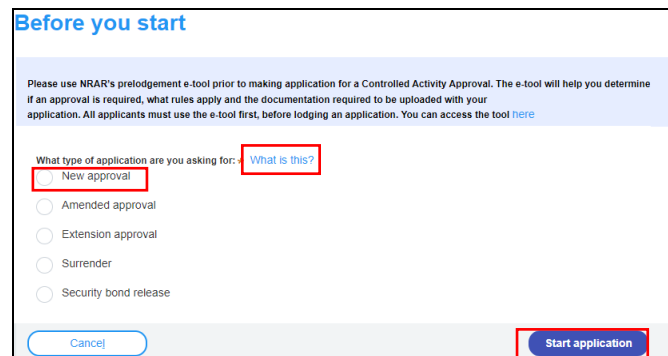 Before you start
Please use NRAR's prelodgement e-tool prior to making application for a Controlled Activity Approval. The e-tool will help you determine
if an approval is required, what rules apply and the documentation required to be uploaded with your
application. All applicants must use the e-tool first, before lodging an application. You can access the tool here
What type of application are you asking for: * What is this?
New approval
Amended approval
Extension approval
Surrender
Security bond release
Cancel Start application